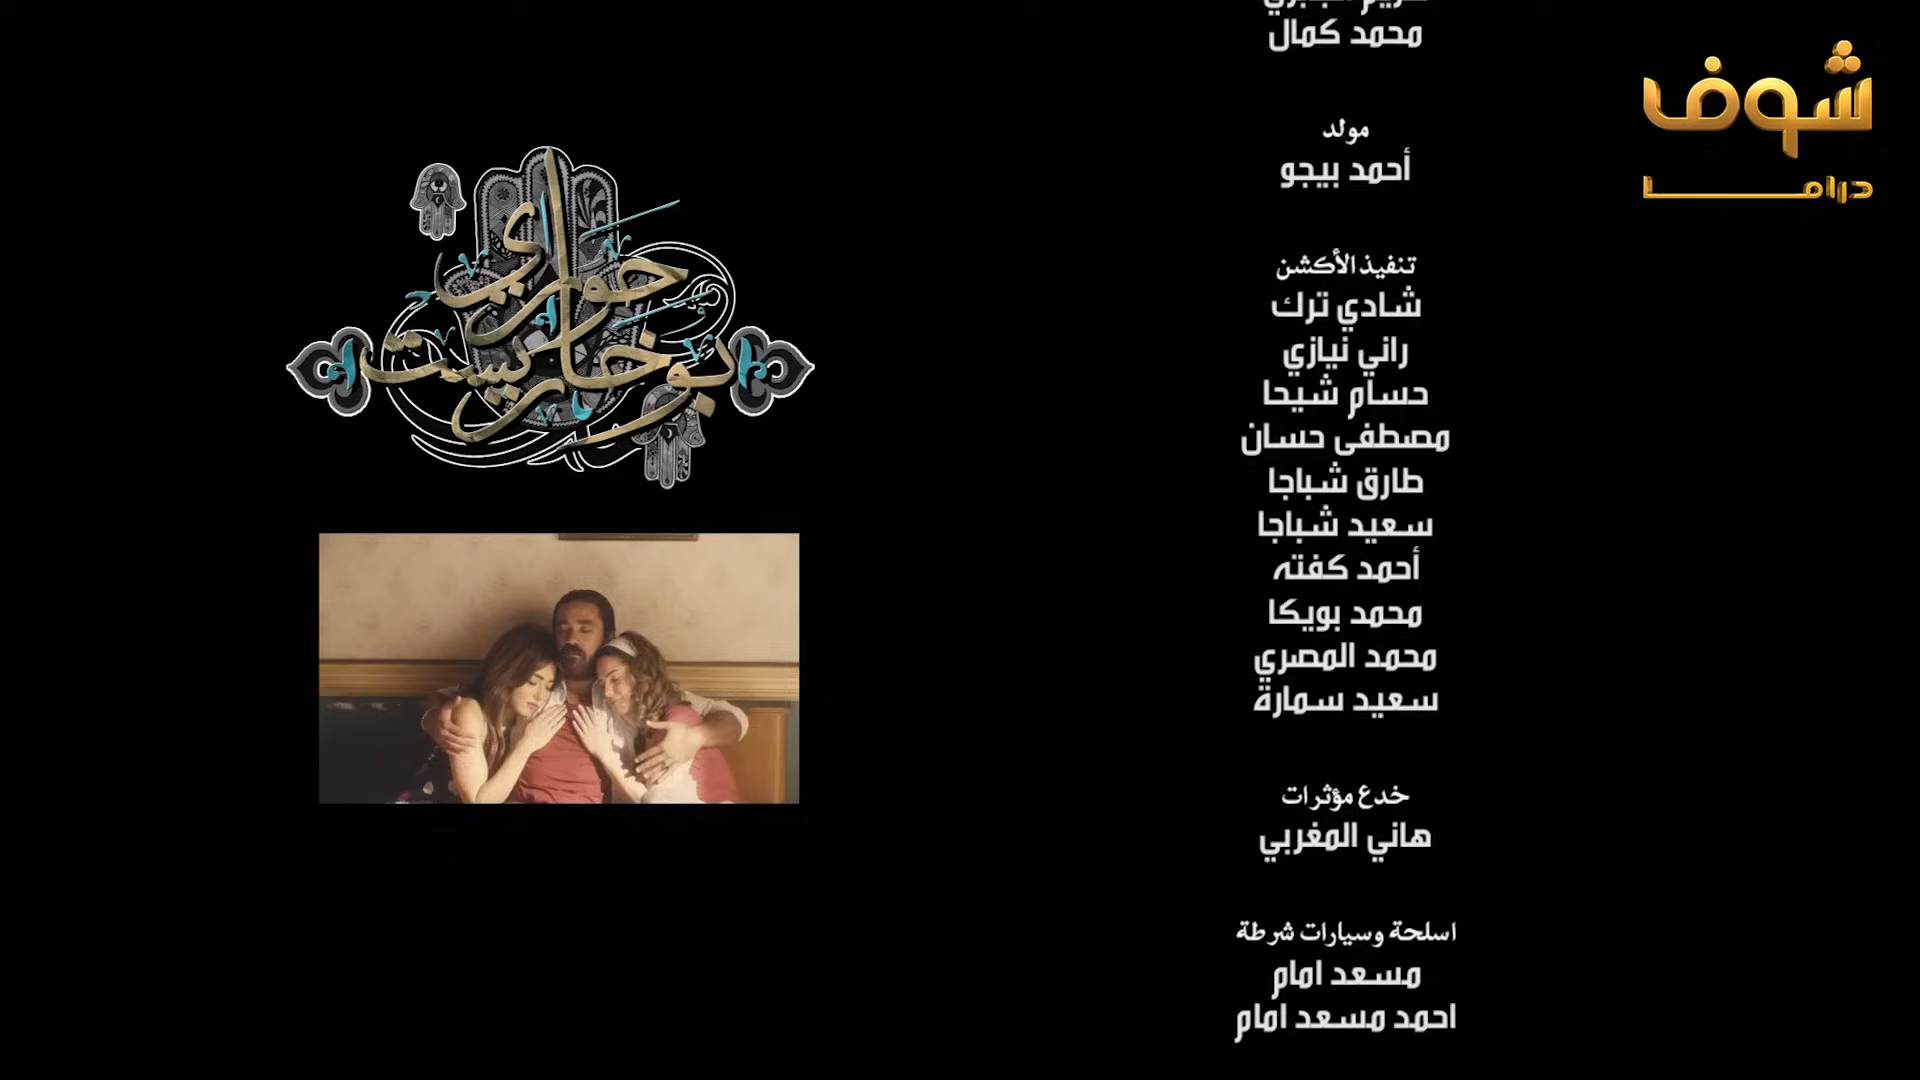 محمد كمال
مولد
أحمد بيجو
تنفيذ الأكشن
شادي ترك
راني نيازي
حسام شيحا
مصطفى حسان
طارق شباجا
سعيد شباجا
أحمد كفته
محمد بويكا
محمد المصري
سعيد سمارة
خدع مؤثرات
هاني المغربي
اسلحة وسيارات شرطة
مسعد امام
احمد مسعد امام
شوف
دراما
حواري
بوخارست